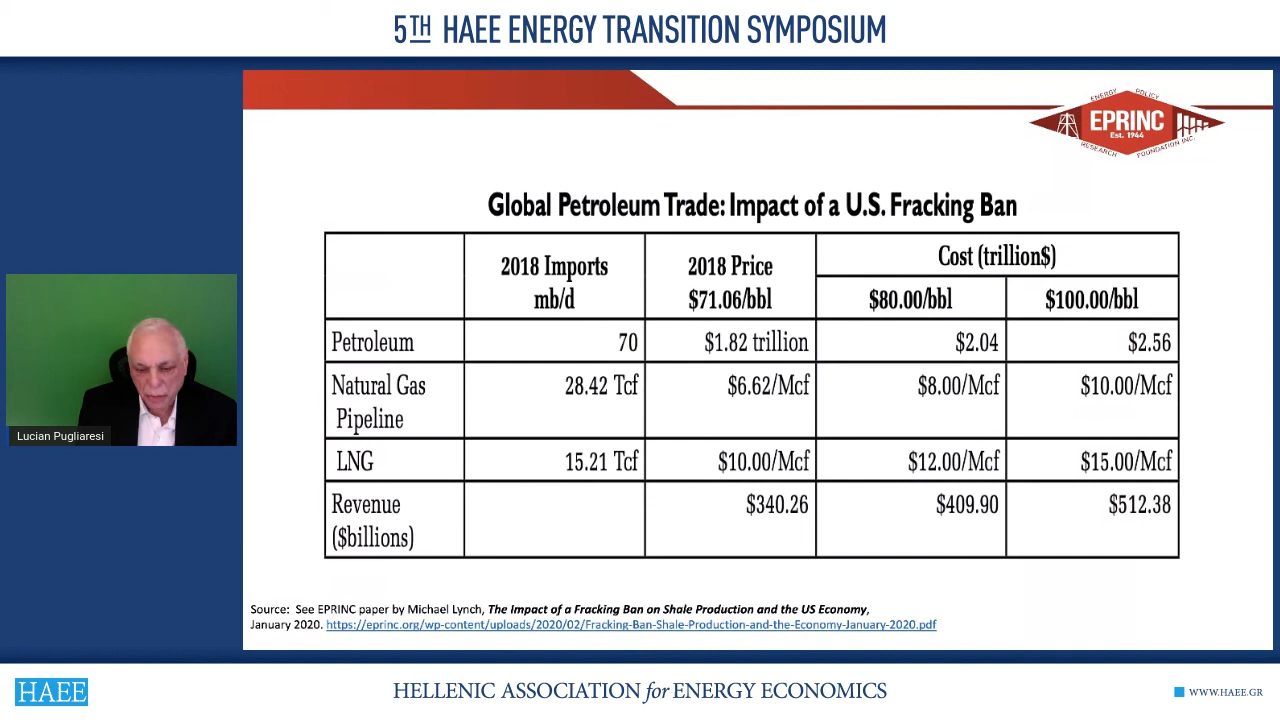 5TH HAEE ENERGY TRANSITION SYMPOSIUM
ENERGY POLICY
EPRINC
Est. 1944
RESEARCH FOUNDATION INC.
Global Petroleum Trade: Impact of a U.S. Fracking Ban
2018 Imports mb/d
2018 Price $71.06/bbl
Cost (trillion$)
$80.00/bbl
$100.00/bbl
Petroleum 70 $1.82 trillion $2.04 $2.56
Natural Gas Pipeline 28.42 Tcf $6.62/Mcf $8.00/Mcf $10.00/Mcf
LNG 15.21 Tcf $10.00/Mcf $12.00/Mcf $15.00/Mcf
Revenue ($billions) $340.26 $409.90 $512.38
Lucian Pugliaresi
Source: See EPRINC paper by Michael Lynch, The Impact of a Fracking Ban on Shale Production and the US Economy,
January 2020. https://eprinc.org/wp-content/uploads/2020/02/Fracking-Ban-Shale-Production-and-the-Economy-January-2020.pdf
HAEE
HELLENIC ASSOCIATION for ENERGY ECONOMICS
WWW.HAEE.GR